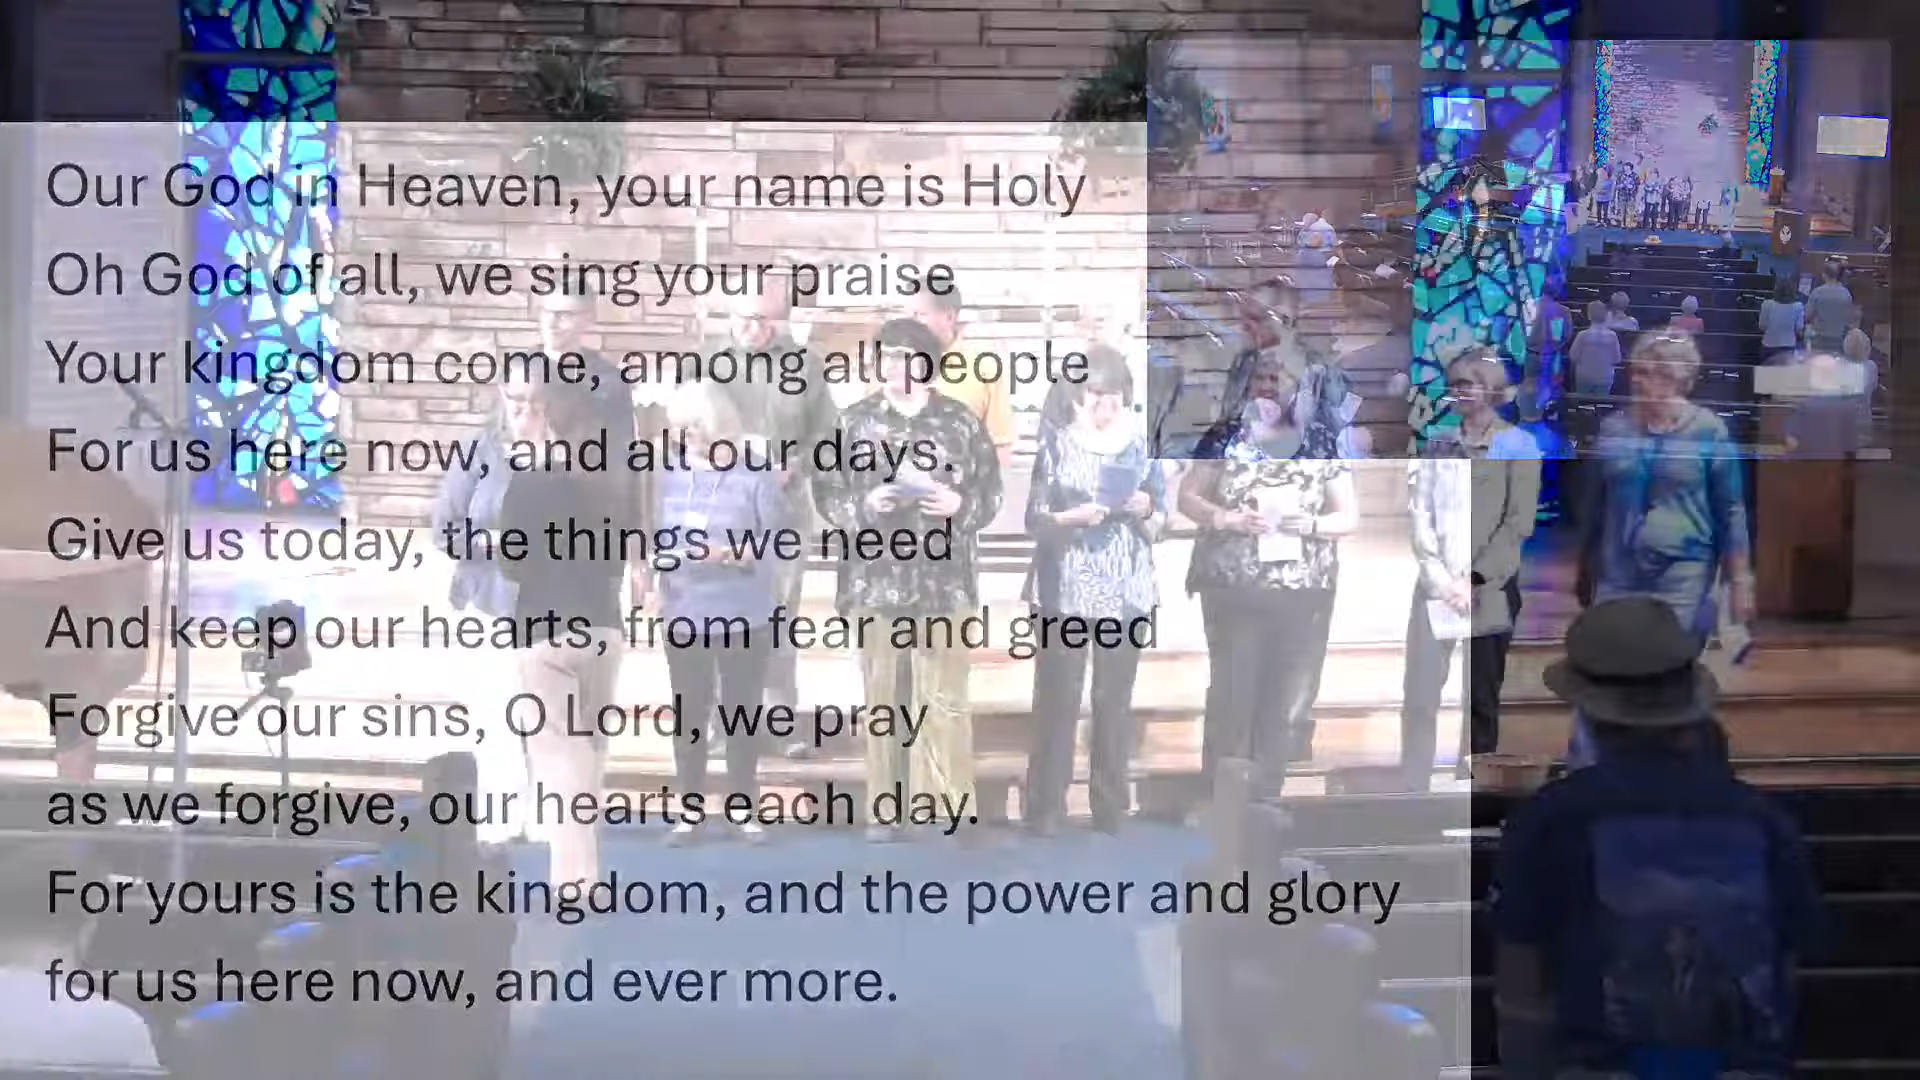 Our God in Heaven, your name is Holy
Oh God of all, we sing your praise
Your kingdom come, among all people
For us here now, and all our days.
Give us today, the things we need
And keep our hearts, from fear and greed
Forgive our sins, O Lord, we pray
as we forgive, our hearts each day.
For yours is the kingdom, and the power and glory
for us here now, and ever more.